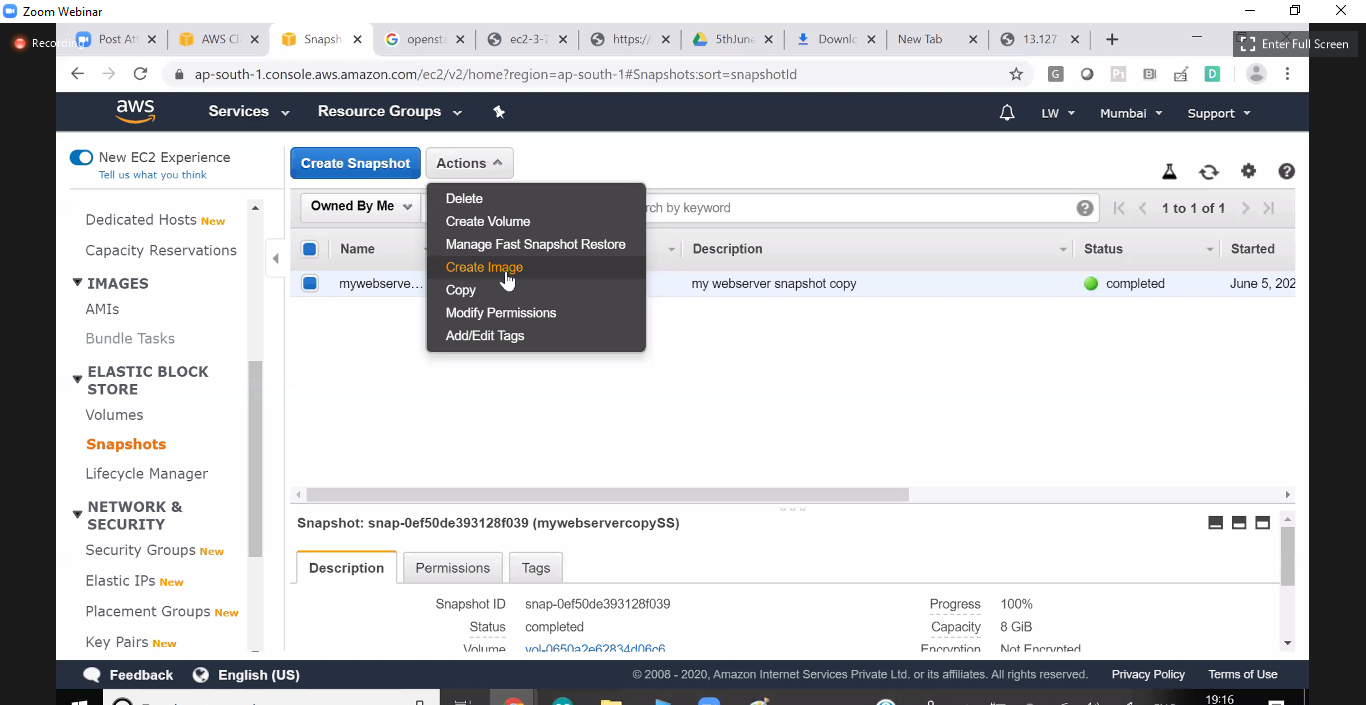 Zoom Webinar
Recording
Post Att
AWS Cl
Snapsh
opensta
ec2-3-7
https:/
5thJune
Downlo
New Tab
13.127
Enter Full Screen
ap-south-1.console.aws.amazon.com/ec2/v2/home?region=ap-south-1#Snapshots:sort=snapshotId
aws
Services
Resource Groups
LW
Mumbai
Support
New EC2 Experience
Tell us what you think
Dedicated Hosts New
Capacity Reservations
IMAGES
AMIs
Bundle Tasks
ELASTIC BLOCK
STORE
Volumes
Snapshots
Lifecycle Manager
NETWORK &
SECURITY
Security Groups New
Elastic IPs New
Placement Groups New
Key Pairs New
Create Snapshot
Actions
Delete
Create Volume
Manage Fast Snapshot Restore
Create Image
Copy
Modify Permissions
Add/Edit Tags
Owned By Me
rch by keyword
1 to 1 of 1
Name
Description
Status
Started
mywebserve...
my webserver snapshot copy
completed
June 5, 202
Snapshot: snap-0ef50de393128f039 (mywebservercopySS)
Description
Permissions
Tags
Snapshot ID
snap-0ef50de393128f039
Progress
100%
Status
completed
Capacity
8 GiB
Volume
vol-0650a2e62834d06c6
Encryption
Not Encrypted
Feedback
English (US)
© 2008 - 2020, Amazon Internet Services Private Ltd. or its affiliates. All rights reserved.
Privacy Policy
Terms of Use
19:16